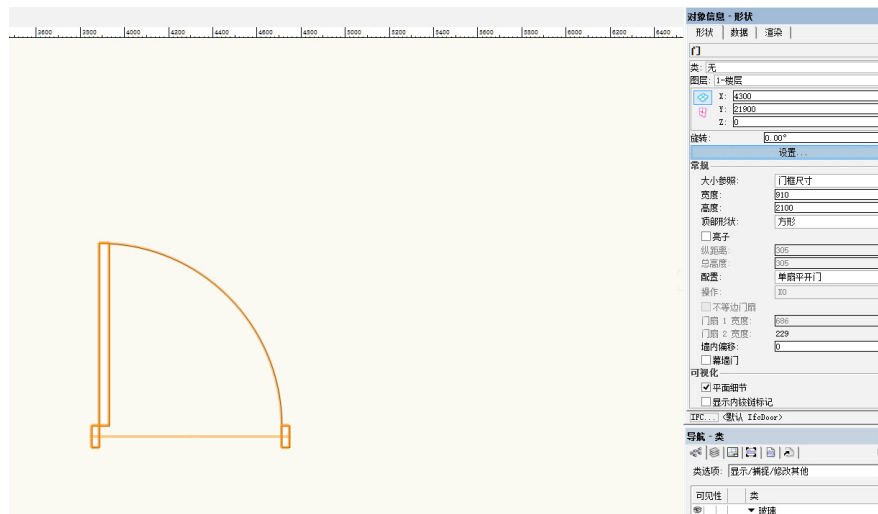 对象信息 - 形状
形状 数据 渲染
门
类: 无
图层: 1-楼层
3600 3800 4000 4200 4400 4600 4800 5000 5200 5400 5600 5800 6000 6200 6400
X: 4300
Y: 21900
Z: 0
旋转: 0.00°
设置...
常规
大小参照: 门框尺寸
宽度: 910
高度: 2100
顶部形状: 方形
亮子
纵距离: 305
总高度: 305
配置: 单扇平开门
操作: XO
不等边门扇
门扇 1 宽度: 686
门扇 2 宽度: 229
墙内偏移: 0
幕墙门
可视化
平面细节
显示内铰链标记
IFC... <默认 IfcDoor>
导航 - 类
类选项: 显示/捕捉/修改其他
可见性 类
玻璃